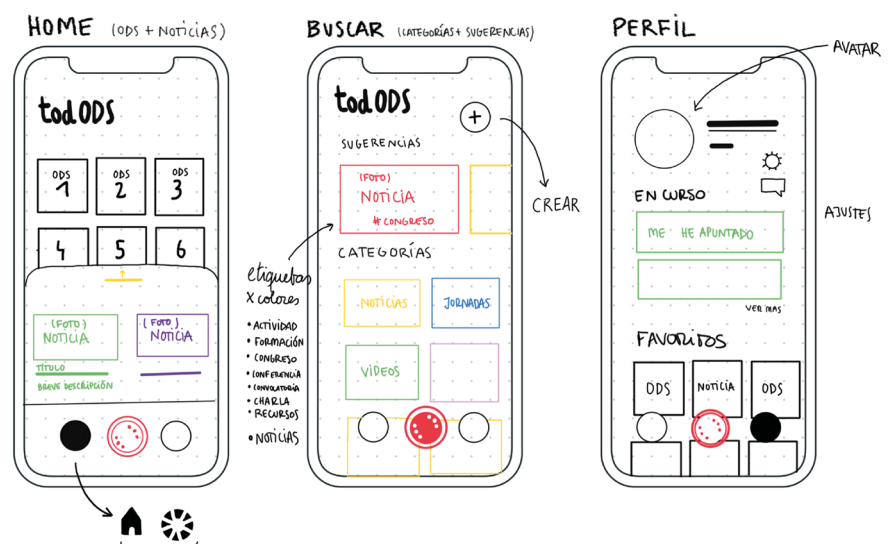 HOME (ODS + NOTICIAS)
todODS
ODS 1
ODS 2
ODS 3
4
5
6
(FOTO)
NOTICIA
TÍTULO
BREVE DESCRIPCIÓN
(FOTO)
NOTICIA
BUSCAR (CATEGORÍAS + SUGERENCIAS)
todODS
+
CREAR
SUGERENCIAS
(FOTO)
NOTICIA
# CONGRESO
CATEGORÍAS
NOTICIAS
JORNADAS
VIDEOS
etiquetas
x colores
• ACTIVIDAD
• FORMACIÓN
• CONGRESO
• CONFERENCIA
• CONVOCATORIA
• CHARLA
• RECURSOS
• NOTICIAS
PERFIL
AVATAR
AJUSTES
EN CURSO
ME HE APUNTADO
VER MAS
FAVORITOS
ODS
NOTICIA
ODS